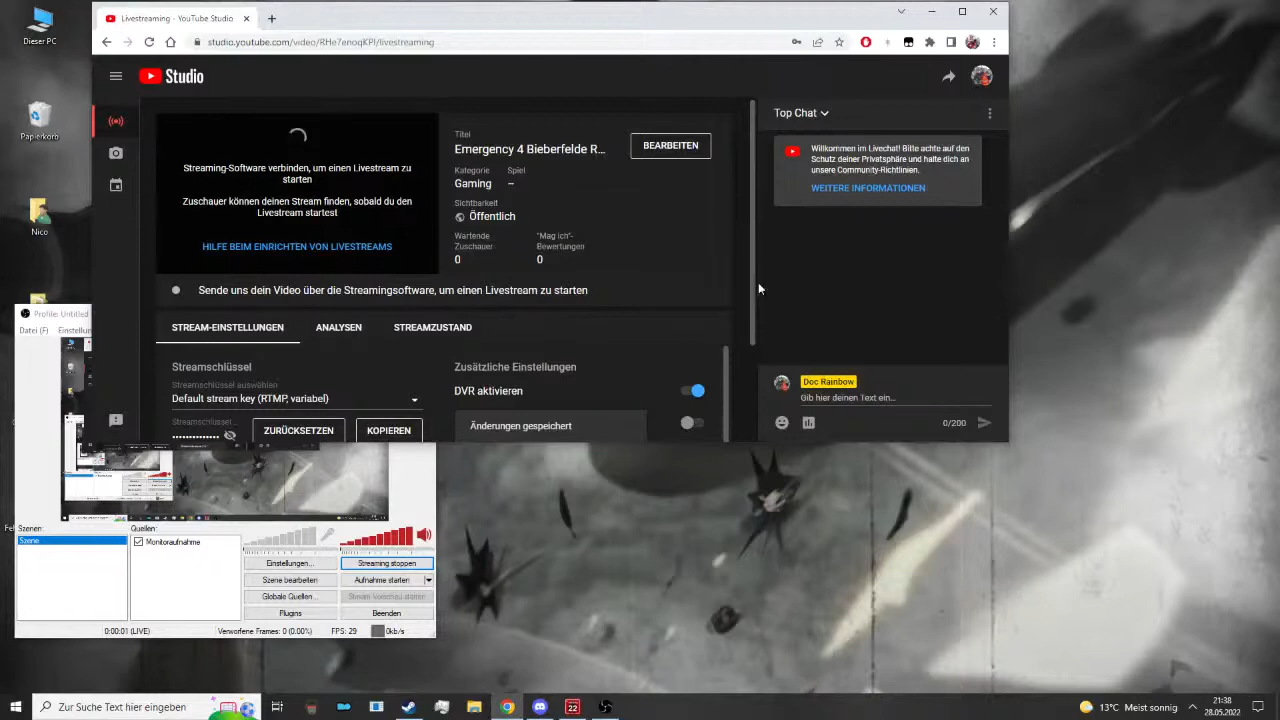 Dieser PC
Papierkorb
Nico
Livestreaming - YouTube Studio
studio.youtube.com/video/RHe7enoqKPI/livestreaming
Studio
Streaming-Software verbinden, um einen Livestream zu
starten
Zuschauer können deinen Stream finden, sobald du den
Livestream startest
HILFE BEIM EINRICHTEN VON LIVESTREAMS
Titel
Emergency 4 Bieberfelde R...
BEARBEITEN
Kategorie
Spiel
Gaming
–
Sichtbarkeit
Öffentlich
Wartende
Zuschauer
"Mag ich"-
Bewertungen
0
0
Sende uns dein Video über die Streamingsoftware, um einen Livestream zu starten
STREAM-EINSTELLUNGEN
ANALYSEN
STREAMZUSTAND
Streamschlüssel
Streamschlüssel auswählen
Default stream key (RTMP, variabel)
Streamschlüssel...
ZURÜCKSETZEN
KOPIEREN
Zusätzliche Einstellungen
DVR aktivieren
Änderungen gespeichert
Top Chat
Willkommen im Livechat! Bitte achte auf den
Schutz deiner Privatsphäre und halte dich an
unsere Community-Richtlinien.
WEITERE INFORMATIONEN
Doc Rainbow
Gib hier deinen Text ein...
0/200
Profile: Untitled
Datei (F)
Einstellun
Szenen:
Szene
Quellen:
Monitoraufnahme
Einstellungen...
Streaming stoppen
Szene bearbeiten
Aufnahme starten
Globale Quellen...
Stream-Vorschau starten
Plugins
Beenden
0:00:01 (LIVE)
Verworfene Frames: 0 (0.00%)
FPS: 29
0kb/s
Zur Suche Text hier eingeben
22
13°C Meist sonnig
21:38
28.05.2022